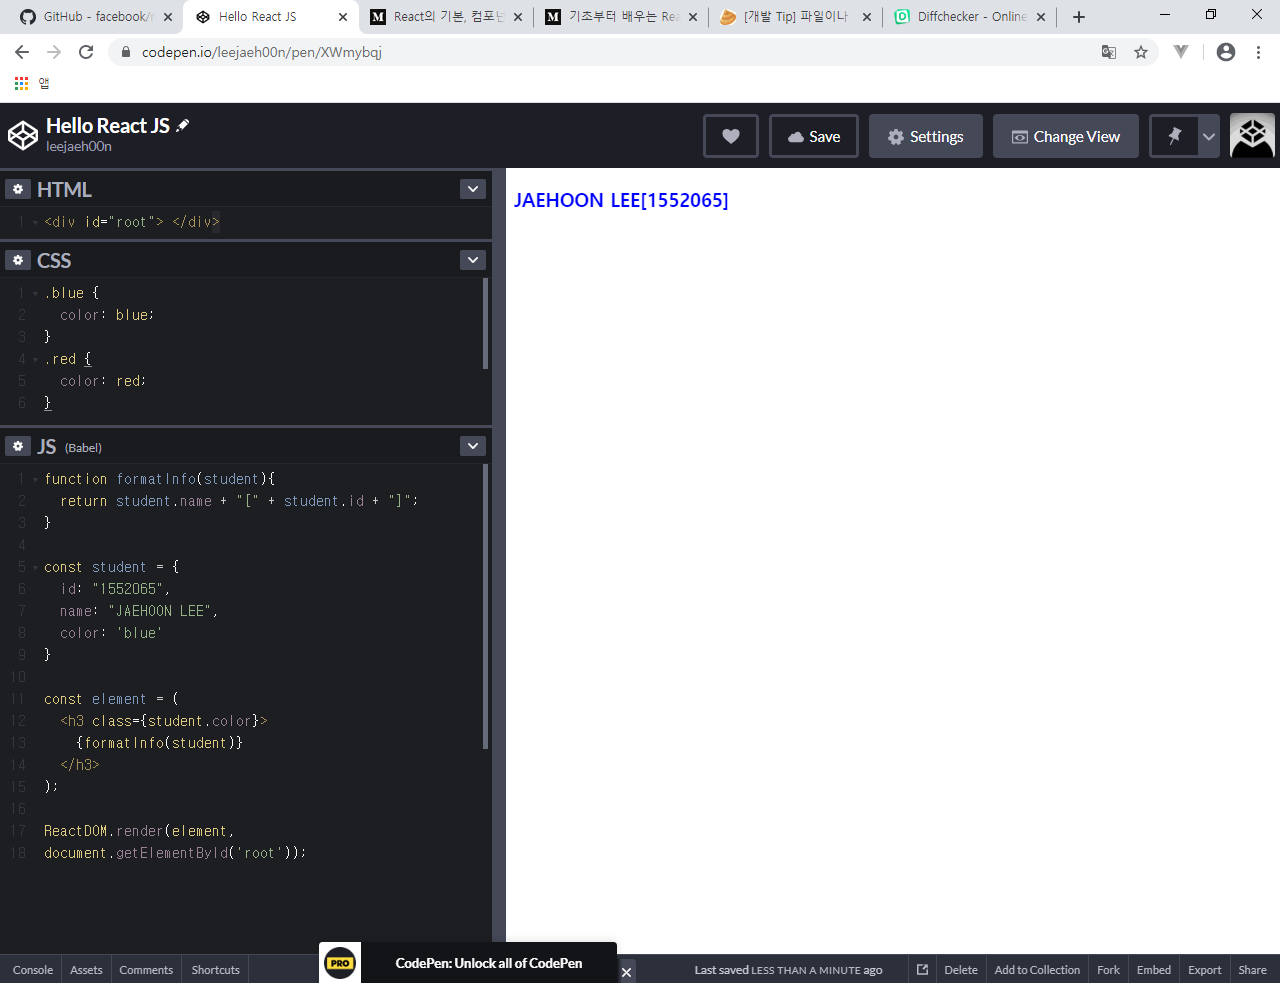 GitHub - facebook/
Hello React JS
React의 기본, 컴포넌
기초부터 배우는 Rea
[개발 Tip] 파일이나
Diffchecker - Online
codepen.io/leejaeh00n/pen/XWmybqj
앱
Hello React JS
leejaeh00n
Save
Settings
Change View
HTML
1 <div id="root"> </div>
CSS
1 .blue {
2 color: blue;
3 }
4 .red {
5 color: red;
6 }
JS (Babel)
1 function formatInfo(student){
2 return student.name + "[" + student.id + "]";
3 }
4
5 const student = {
6 id: "1552065",
7 name: "JAEHOON LEE",
8 color: 'blue'
9 }
10
11 const element = (
12 <h3 class={student.color}>
13 {formatInfo(student)}
14 </h3>
15 );
16
17 ReactDOM.render(element,
18 document.getElementById('root'));
JAEHOON LEE[1552065]
Console
Assets
Comments
Shortcuts
PRO
CodePen: Unlock all of CodePen
Last saved LESS THAN A MINUTE ago
Delete
Add to Collection
Fork
Embed
Export
Share